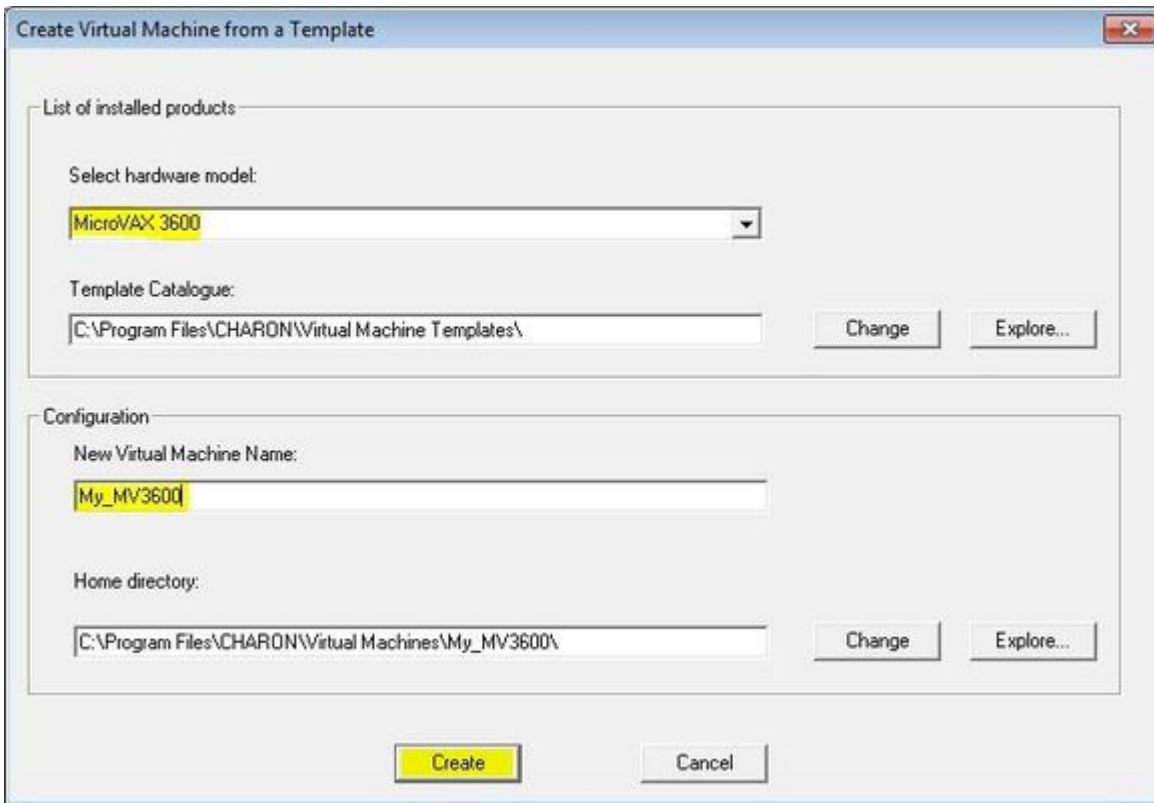 Create Virtual Machine from a Template
List of installed products
Select hardware model:
MicroVAX 3600
Template Catalogue:
C:\Program Files\CHARON\Virtual Machine Templates\
Change
Explore...
Configuration
New Virtual Machine Name:
My_MV3600
Home directory:
C:\Program Files\CHARON\Virtual Machines\My_MV3600\
Change
Explore...
Create
Cancel